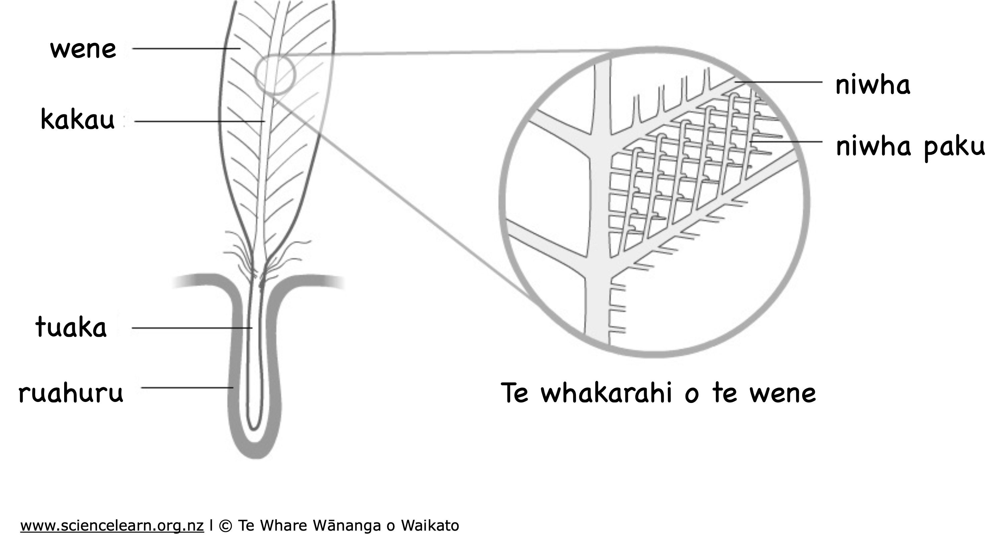 wene
kakau
tuaka
ruahuru
niwha
niwha paku
Te whakarahi o te wene
www.sciencelearn.org.nz l © Te Whare Wānanga o Waikato